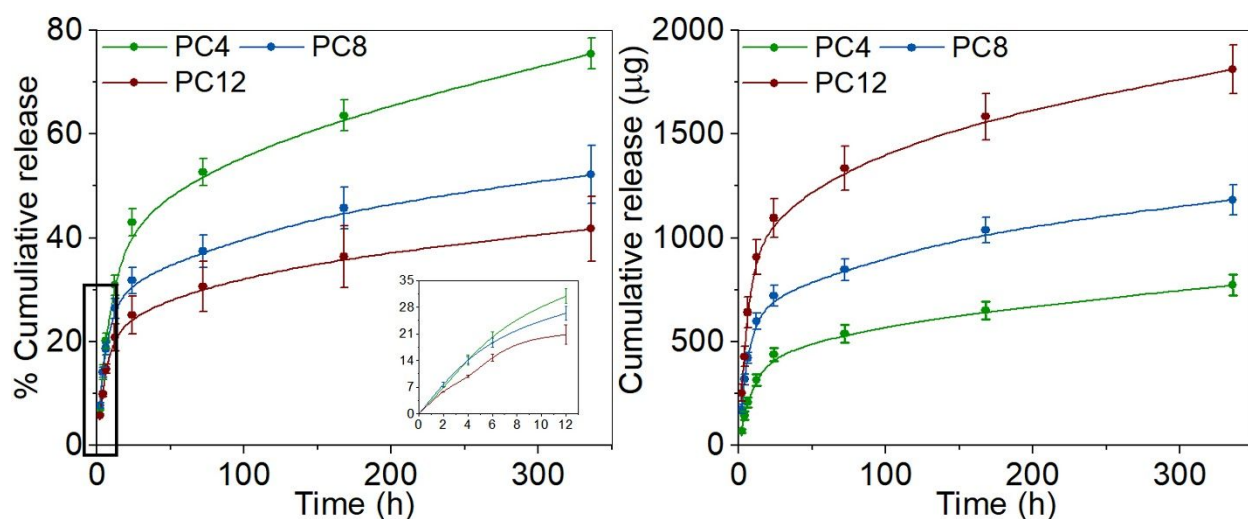 % Cumuliative release
80
60
40
20
0
PC4 PC8
PC12
35
28
21
14
7
0
0 2 4 6 8 10 12
0 100 200 300
Time (h)
Cumulative release (µg)
2000
1500
1000
500
0
PC4 PC8
PC12
0 100 200 300
Time (h)